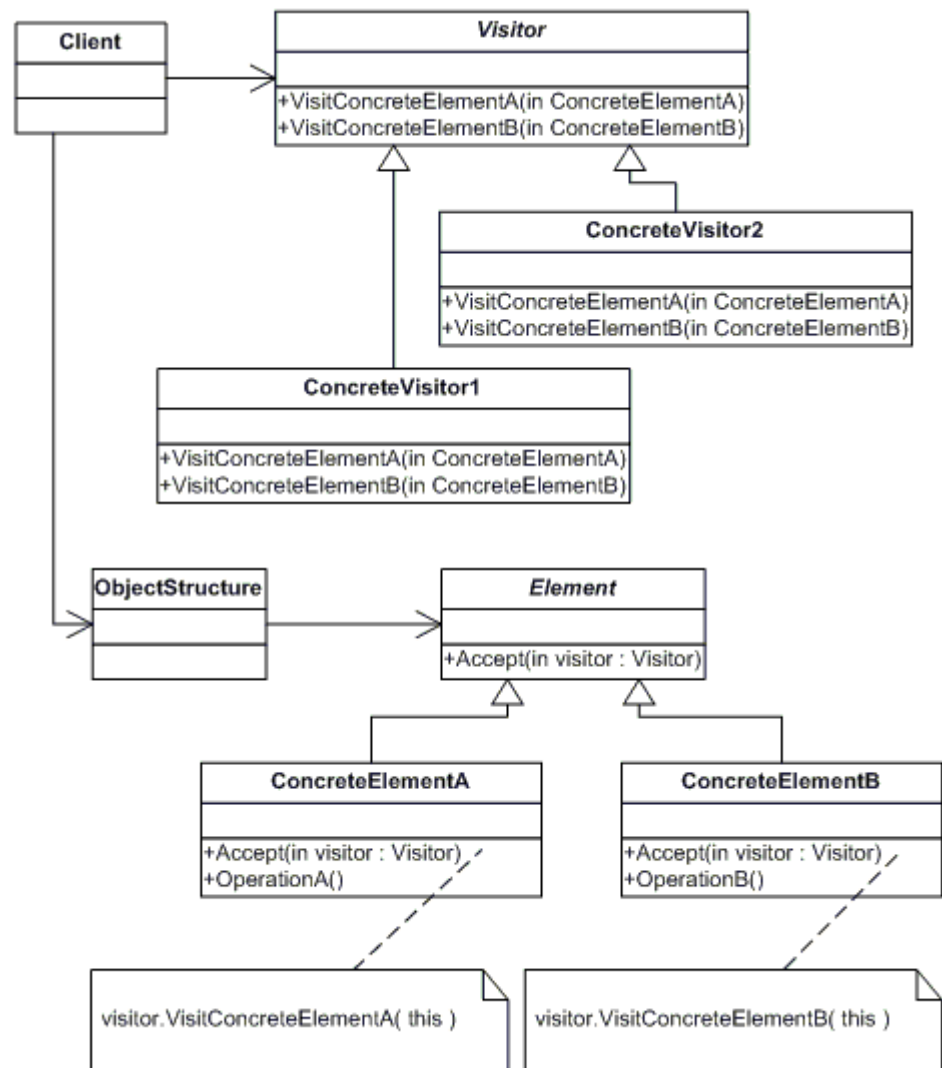 Client
Visitor
+VisitConcreteElementA(in ConcreteElementA)
+VisitConcreteElementB(in ConcreteElementB)
ConcreteVisitor2
+VisitConcreteElementA(in ConcreteElementA)
+VisitConcreteElementB(in ConcreteElementB)
ConcreteVisitor1
+VisitConcreteElementA(in ConcreteElementA)
+VisitConcreteElementB(in ConcreteElementB)
ObjectStructure
Element
+Accept(in visitor : Visitor)
ConcreteElementA
+Accept(in visitor : Visitor)
+OperationA()
ConcreteElementB
+Accept(in visitor : Visitor)
+OperationB()
visitor.VisitConcreteElementA( this )
visitor.VisitConcreteElementB( this )